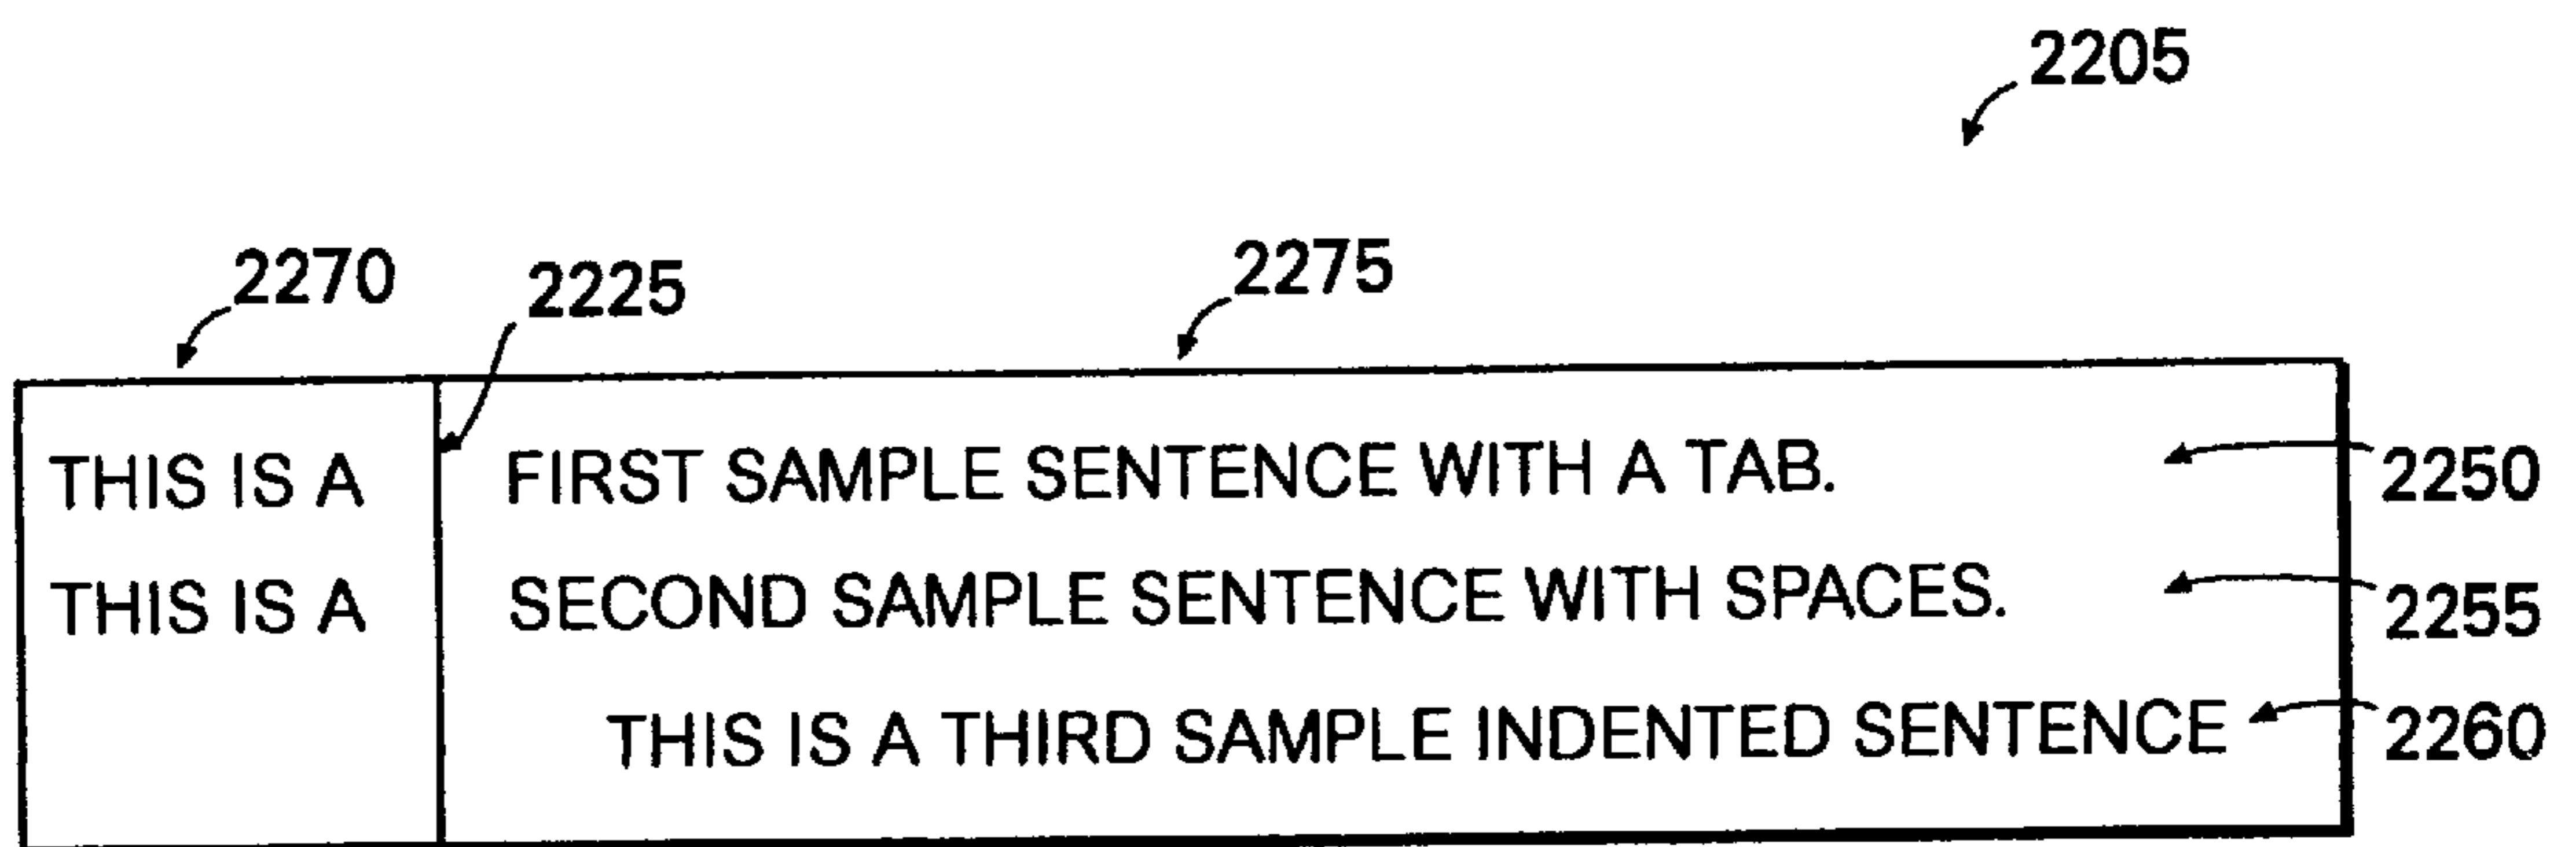 2205
2270 2225 2275
THIS IS A FIRST SAMPLE SENTENCE WITH A TAB. 2250
THIS IS A SECOND SAMPLE SENTENCE WITH SPACES. 2255
THIS IS A THIRD SAMPLE INDENTED SENTENCE 2260